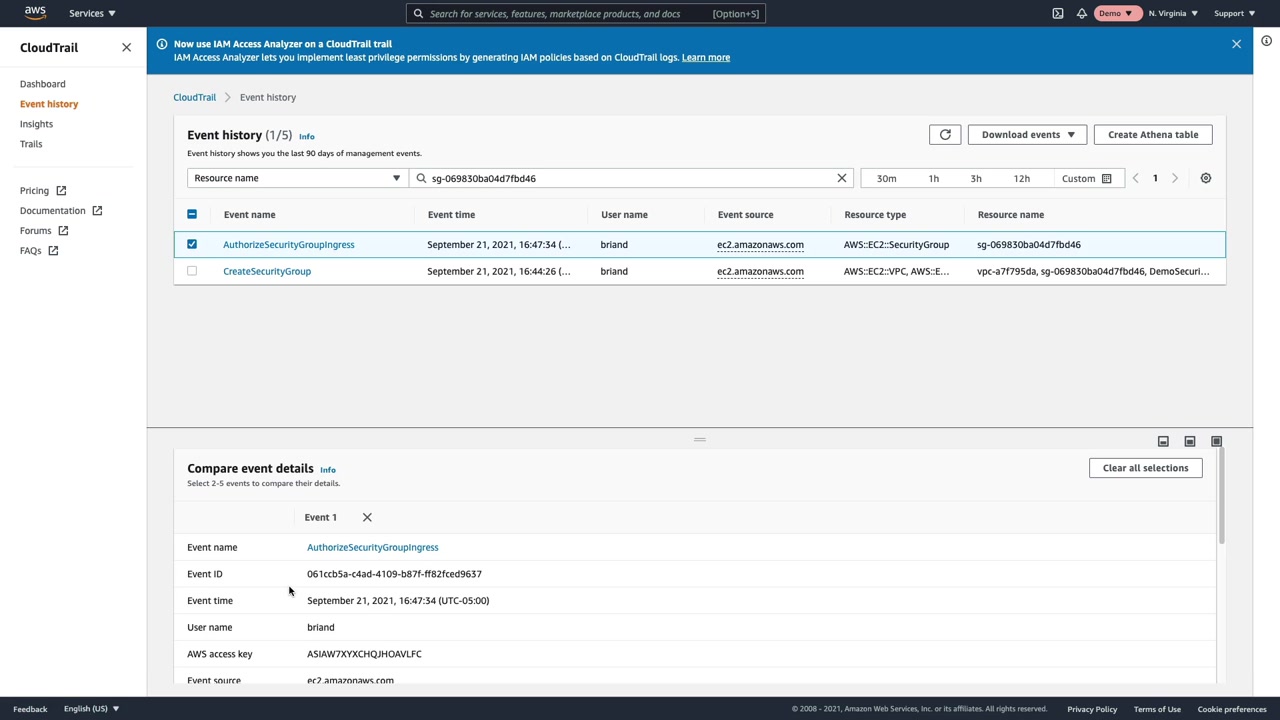 aws
Services
Search for services, features, marketplace products, and docs [Option+S]
Demo
N. Virginia
Support
CloudTrail
Dashboard
Event history
Insights
Trails
Pricing
Documentation
Forums
FAQs
Now use IAM Access Analyzer on a CloudTrail trail
IAM Access Analyzer lets you implement least privilege permissions by generating IAM policies based on CloudTrail logs. Learn more
CloudTrail > Event history
Event history (1/5) Info
Event history shows you the last 90 days of management events.
Download events
Create Athena table
Resource name
sg-069830ba04d7fbd46
30m 1h 3h 12h Custom
1
Event name Event time User name Event source Resource type Resource name
AuthorizeSecurityGroupIngress September 21, 2021, 16:47:34 (... briand ec2.amazonaws.com AWS::EC2::SecurityGroup sg-069830ba04d7fbd46
CreateSecurityGroup September 21, 2021, 16:44:26 (... briand ec2.amazonaws.com AWS::EC2::VPC, AWS::E... vpc-a7f795da, sg-069830ba04d7fbd46, DemoSecuri...
Compare event details Info
Select 2-5 events to compare their details.
Clear all selections
Event 1
Event name AuthorizeSecurityGroupIngress
Event ID 061ccb5a-c4ad-4109-b87f-ff82fced9637
Event time September 21, 2021, 16:47:34 (UTC-05:00)
User name briand
AWS access key ASIAW7XYXCHQJHOAVLFC
Event source ec2.amazonaws.com
Feedback
English (US)
© 2008 - 2021, Amazon Web Services, Inc. or its affiliates. All rights reserved.
Privacy Policy
Terms of Use
Cookie preferences